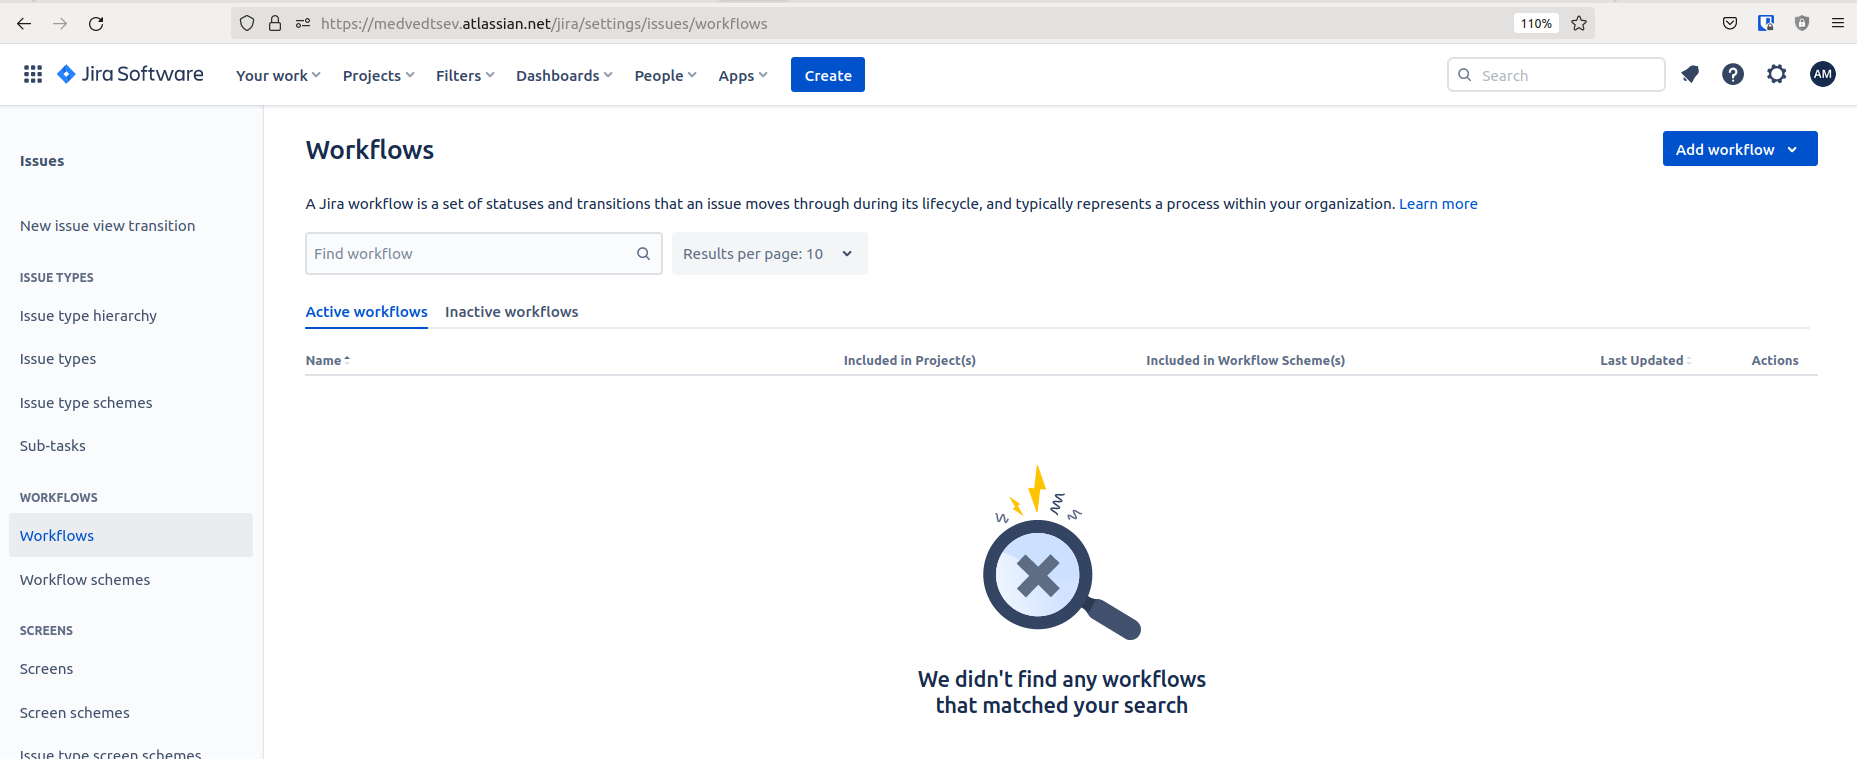 https://medvedtsev.atlassian.net/jira/settings/issues/workflows
110%
Jira Software
Your work
Projects
Filters
Dashboards
People
Apps
Create
Search
AM
Issues
New issue view transition
ISSUE TYPES
Issue type hierarchy
Issue types
Issue type schemes
Sub-tasks
WORKFLOWS
Workflows
Workflow schemes
SCREENS
Screens
Screen schemes
Issue type screen schemes
Workflows
Add workflow
A Jira workflow is a set of statuses and transitions that an issue moves through during its lifecycle, and typically represents a process within your organization. Learn more
Find workflow
Results per page: 10
Active workflows
Inactive workflows
Name
Included in Project(s)
Included in Workflow Scheme(s)
Last Updated
Actions
We didn't find any workflows
that matched your search